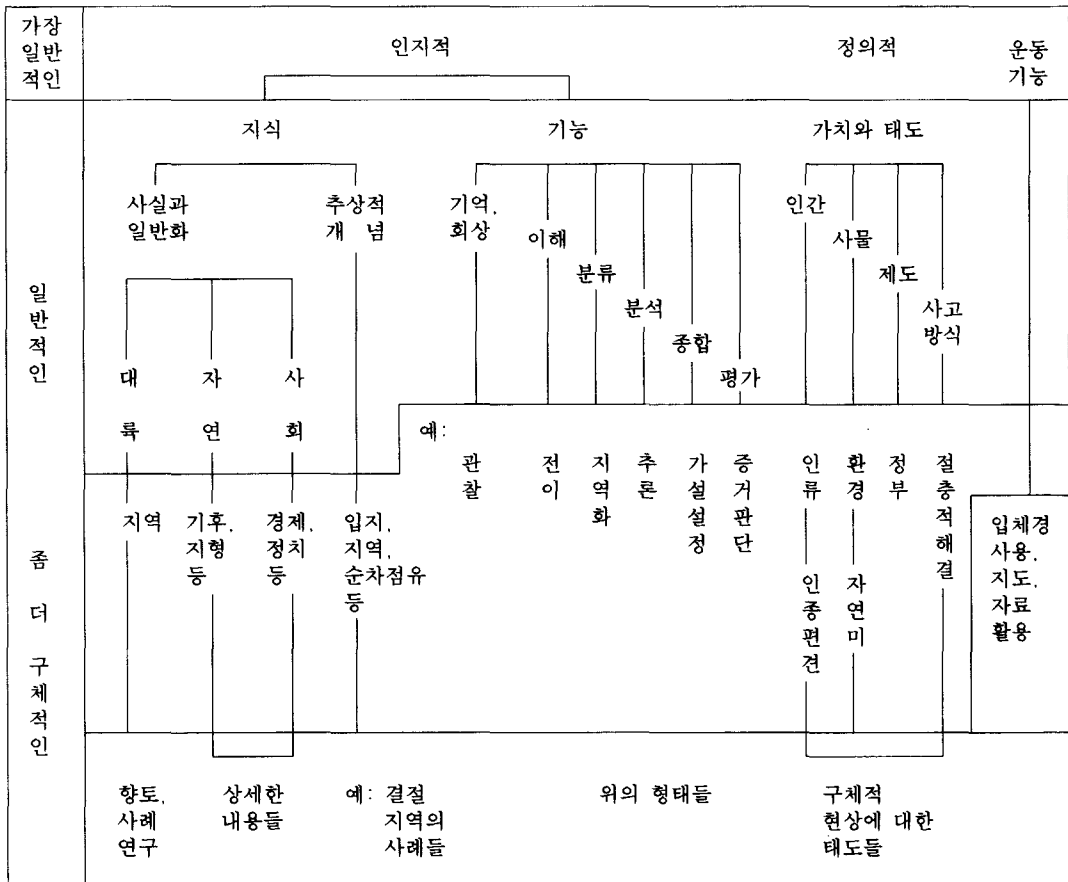 가장
일반
적인
인지적
정의적
운동
기능
일반적인
지식
기능
가치와 태도
사실과
일반화
추상적
개 념
기억,
회상
이해
분류
분석
종합
평가
인간
사물
제도
사고
방식
대륙
자연
사회
예:
관찰
전이
지역화
추론
가설설정
증거판단
인류
환경
정부
절충적해결
좀 더 구체적인
지역
기후,
지형
등
경제,
정치
등
입지,
지역,
순차점유
등
인종편견
자연미
입체경
사용,
지도,
자료
활용
향토,
사례
연구
상세한
내용들
예: 결절
지역의
사례들
위의 형태들
구체적
현상에 대한
태도들